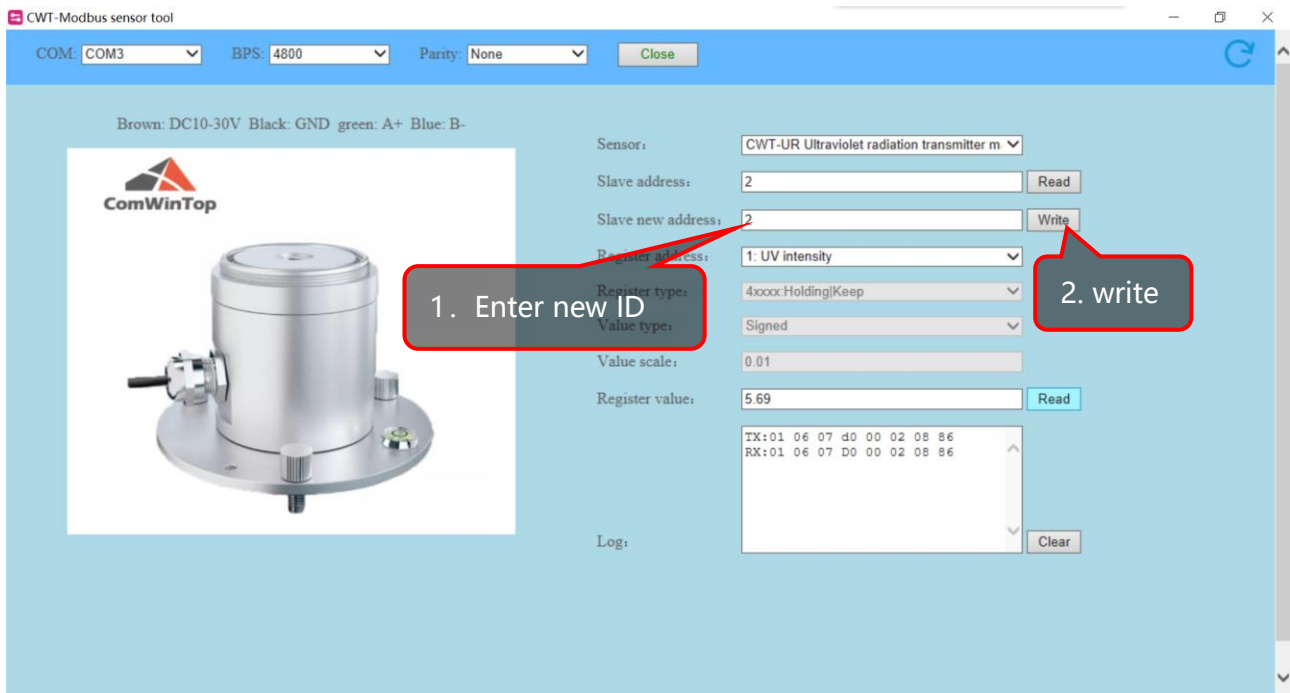 CWT-Modbus sensor tool
COM: COM3 BPS: 4800 Parity: None Close
Brown: DC10-30V Black: GND green: A+ Blue: B-
ComWinTop
Sensor: CWT-UR Ultraviolet radiation transmitter m
Slave address: 2 Read
Slave new address: 2 Write
Register address: 1: UV intensity
Register type: 4xxxx:Holding|Keep
Value type: Signed
Value scale: 0.01
Register value: 5.69 Read
TX:01 06 07 d0 00 02 08 86
RX:01 06 07 D0 00 02 08 86
Log: Clear
1. Enter new ID
2. write